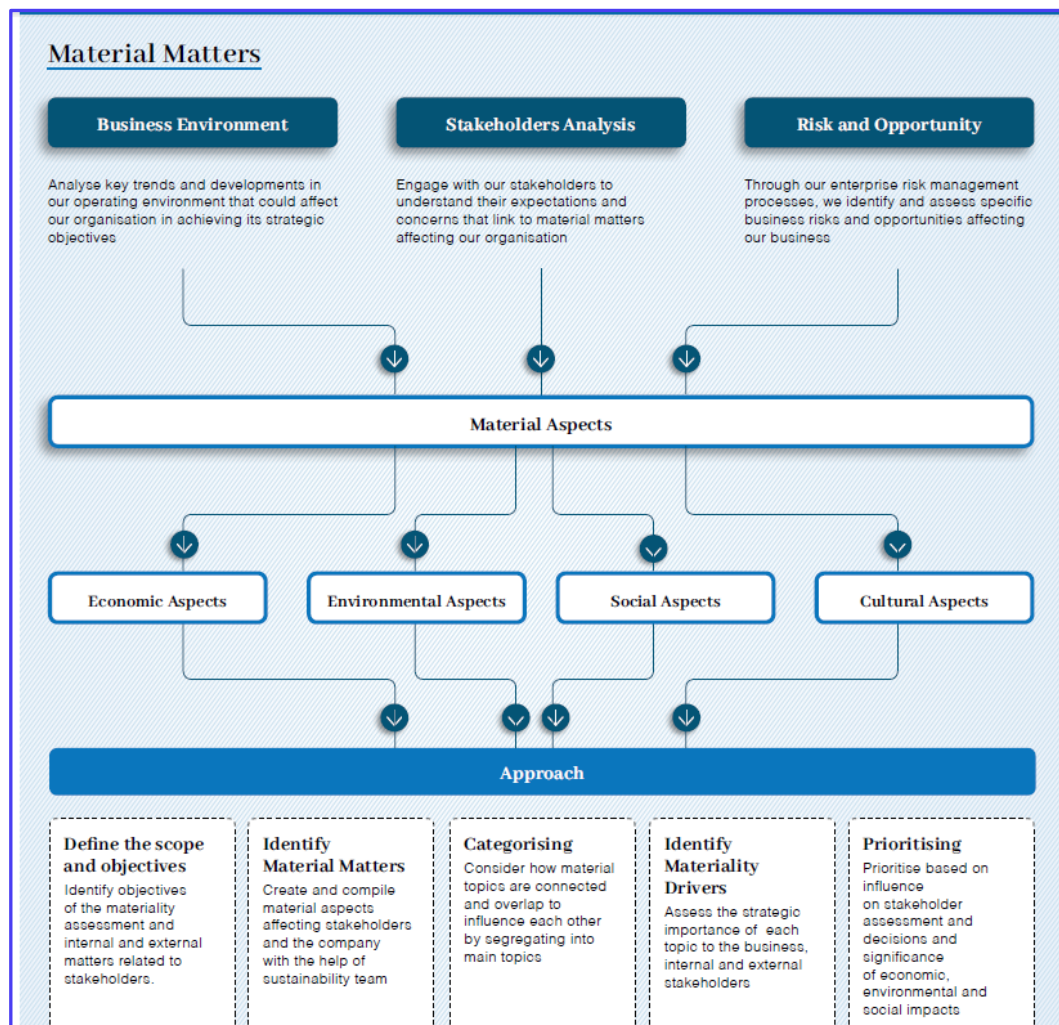 Material Matters
Business Environment
Stakeholders Analysis
Risk and Opportunity
Analyse key trends and developments in
our operating environment that could affect
our organisation in achieving its strategic
objectives
Engage with our stakeholders to
understand their expectations and
concerns that link to material matters
affecting our organisation
Through our enterprise risk management
processes, we identify and assess specific
business risks and opportunities affecting
our business
Material Aspects
Economic Aspects
Environmental Aspects
Social Aspects
Cultural Aspects
Approach
Define the scope
and objectives
Identify objectives
of the materiality
assessment and
internal and external
matters related to
stakeholders.
Identify
Material Matters
Create and compile
material aspects
affecting stakeholders
and the company
with the help of
sustainability team
Categorising
Consider how material
topics are connected
and overlap to
influence each other
by segregating into
main topics
Identify
Materiality
Drivers
Assess the strategic
importance of each
topic to the business,
internal and external
stakeholders
Prioritising
Prioritise based on
influence
on stakeholder
assessment and
decisions and
significance
of economic,
environmental and
social impacts